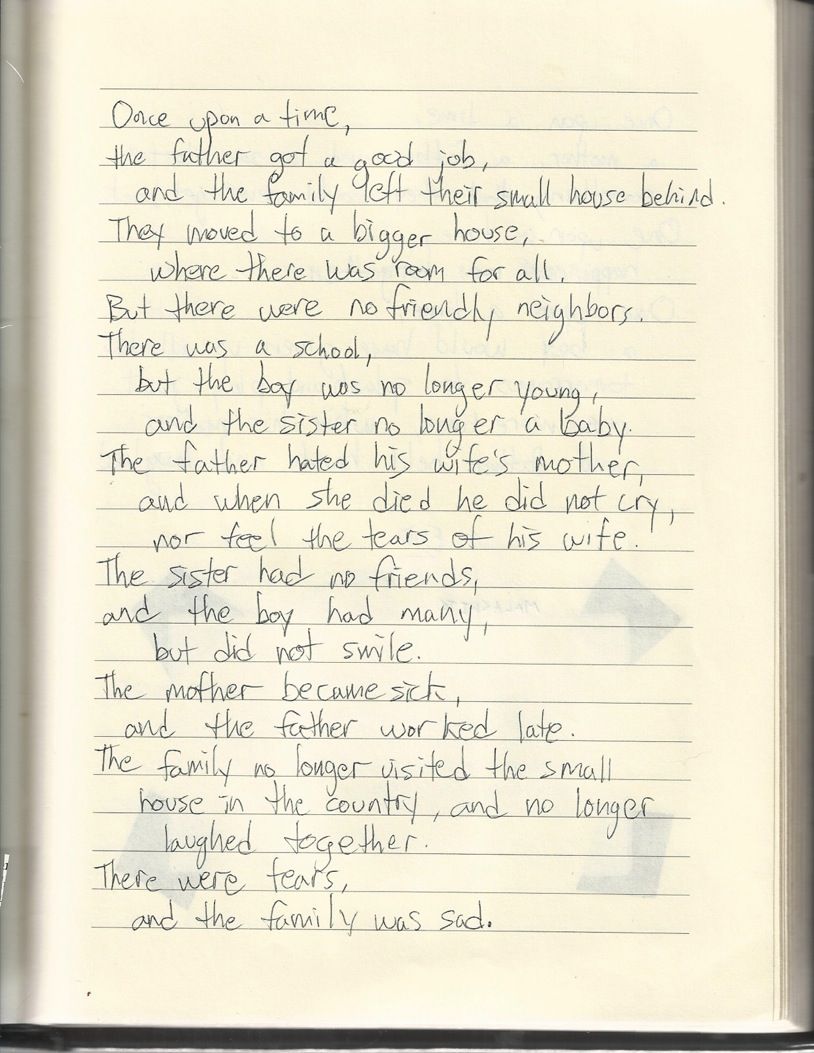 Once upon a time,
the father got a good job,
and the family left their small house behind.
They moved to a bigger house,
where there was room for all.
But there were no friendly neighbors.
There was a school,
but the boy was no longer young,
and the sister no longer a baby.
The father hated his wife's mother,
and when she died he did not cry,
nor feel the tears of his wife.
The sister had no friends,
and the boy had many,
but did not smile.
The mother became sick,
and the father worked late.
The family no longer visited the small
house in the country, and no longer
laughed together.
There were tears,
and the family was sad.